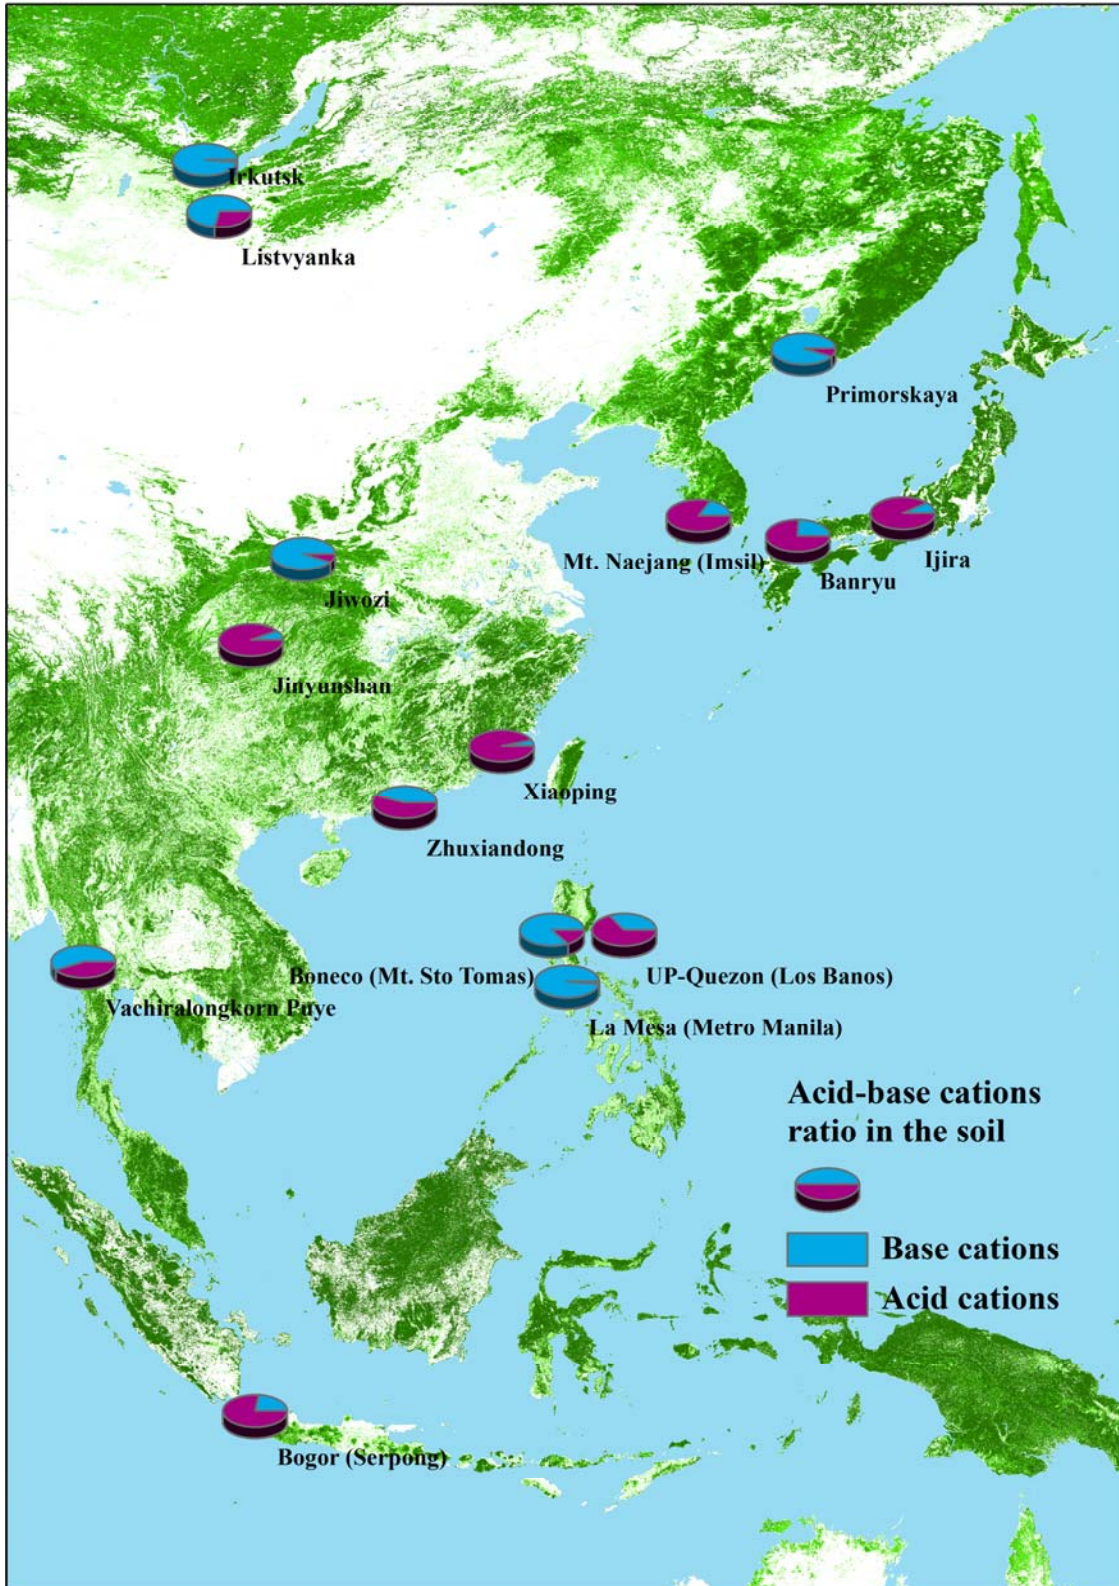 Irkutsk
Listvyanka
Primorskaya
Mt. Naejang (Imsil)
Banryu
Ijira
Jiwozi
Jinyunshan
Xiaoping
Zhuxiandong
Boneco (Mt. Sto Tomas)
UP-Quezon (Los Banos)
Vachiralongkorn Puye
La Mesa (Metro Manila)
Acid-base cations
ratio in the soil
Base cations
Acid cations
Bogor (Serpong)